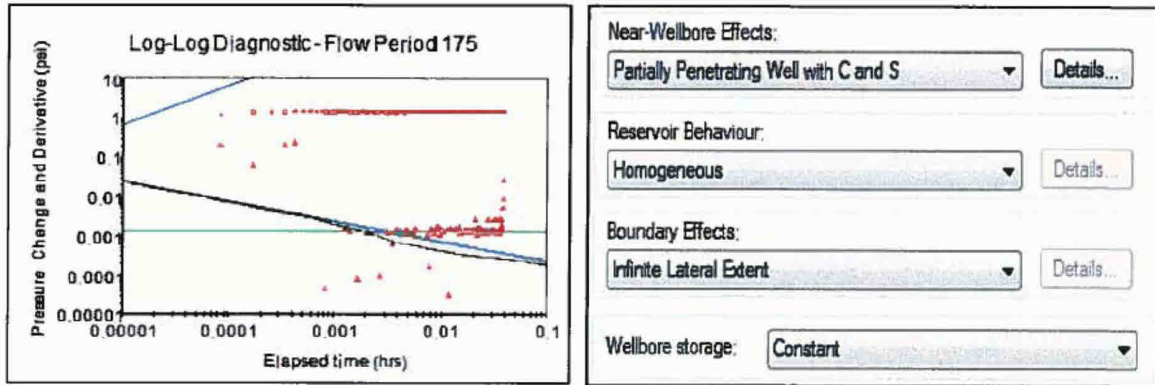 Log-Log Diagnostic - Flow Period 175
Pressure Change and Derivative (psi)
10
1
0.1
0.01
0.001
0.000
0.0000
0.00001
0.0001
0.001
0.01
0.1
Elapsed time (hrs)
Near-Wellbore Effects:
Partially Penetrating Well with C and S
Details...
Reservoir Behaviour:
Homogeneous
Details...
Boundary Effects:
Infinite Lateral Extent
Details...
Wellbore storage:
Constant